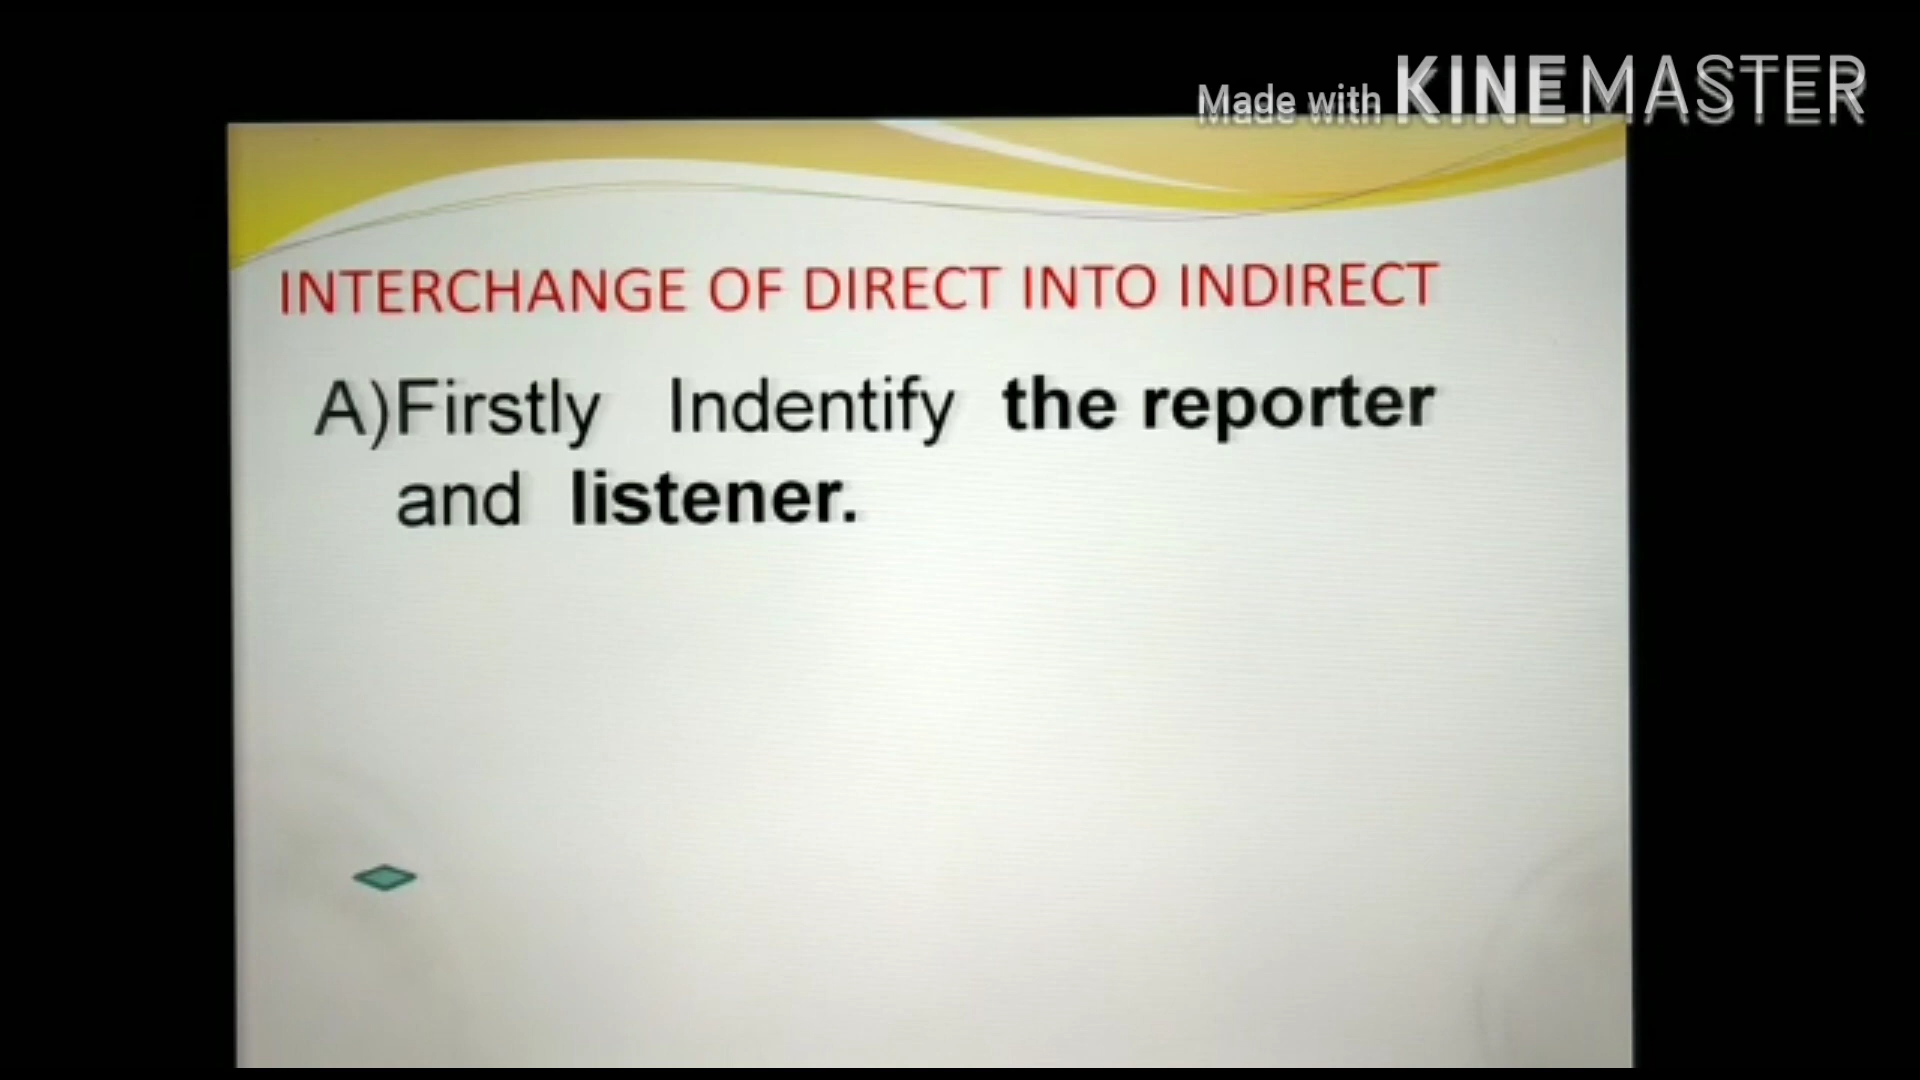 Made with KINEMASTER
INTERCHANGE OF DIRECT INTO INDIRECT
A)Firstly Indentify the reporter
and listener.